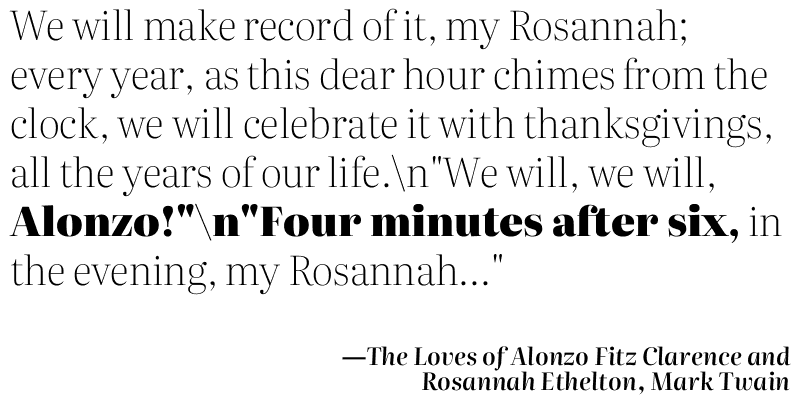 We will make record of it, my Rosannah;
every year, as this dear hour chimes from the
clock, we will celebrate it with thanksgivings,
all the years of our life.\n"We will, we will,
Alonzo!"\n"Four minutes after six, in
the evening, my Rosannah..."
—The Loves of Alonzo Fitz Clarence and
Rosannah Ethelton, Mark Twain